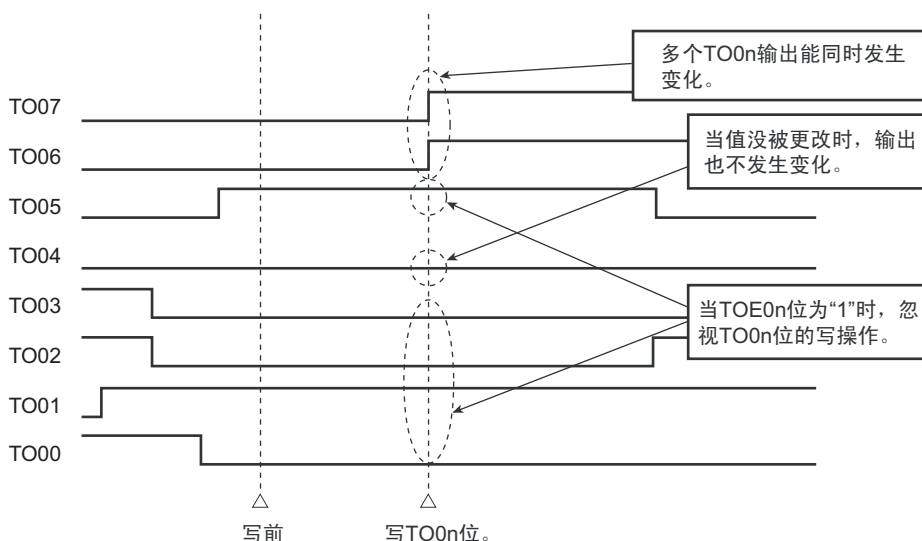 多个TO0n输出能同时发生
变化。
TO07
当值没被更改时，输出
也不发生变化。
TO06
TO05
TO04
TO03
当TOE0n位为“1”时，忽
视TO0n位的写操作。
TO02
TO01
TO00
写前
写TO0n位。